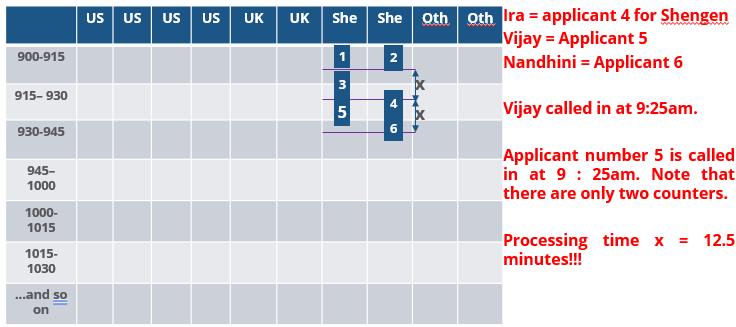 US US US US UK UK She She Oth Oth
900-915 1 2
Ira = applicant 4 for Shengen
Vijay = Applicant 5
Nandhini = Applicant 6
3 x
915– 930
4
5 x
930-945 6
Vijay called in at 9:25am.
945–
1000
Applicant number 5 is called
in at 9 : 25am. Note that
there are only two counters.
1000-
1015
1015-
1030
Processing time x = 12.5
minutes!!!
...and so
on